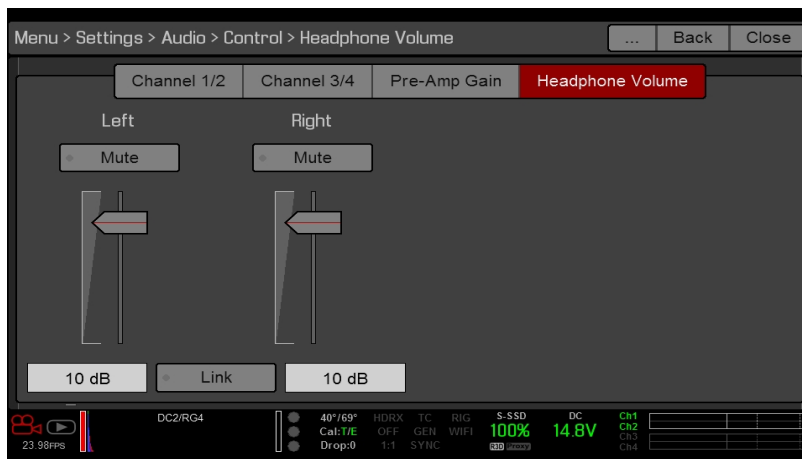 Menu > Settings > Audio > Control > Headphone Volume ... Back Close
Channel 1/2 Channel 3/4 Pre-Amp Gain Headphone Volume
Left Right
Mute Mute
10 dB Link 10 dB
DC2/RG4 40°/69° HDRX TC RIG S-SSD DC Ch1
Cal:T/E OFF GEN WIFI 100% 14.8V Ch2
23.98FPS Drop:0 1:1 SYNC R3D Proxy Ch3
Ch4